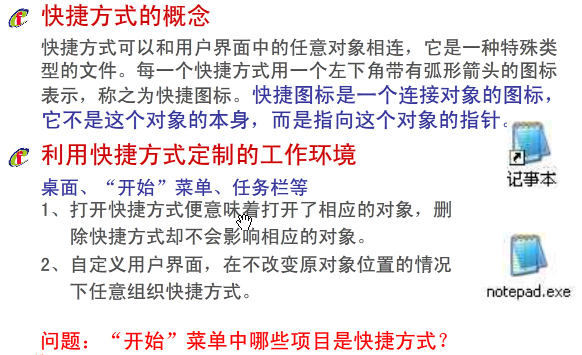 快捷方式的概念
快捷方式可以和用户界面中的任意对象相连，它是一种特殊类
型的文件。每一个快捷方式用一个左下角带有弧形箭头的图标
表示，称之为快捷图标。快捷图标是一个连接对象的图标，
它不是这个对象的本身，而是指向这个对象的指针。
记事本
利用快捷方式定制的工作环境
桌面、“开始”菜单、任务栏等
1、打开快捷方式便意味着打开了相应的对象，删
除快捷方式却不会影响相应的对象。
2、自定义用户界面，在不改变原对象位置的情况
下任意组织快捷方式。
notepad.exe
问题：“开始”菜单中哪些项目是快捷方式？